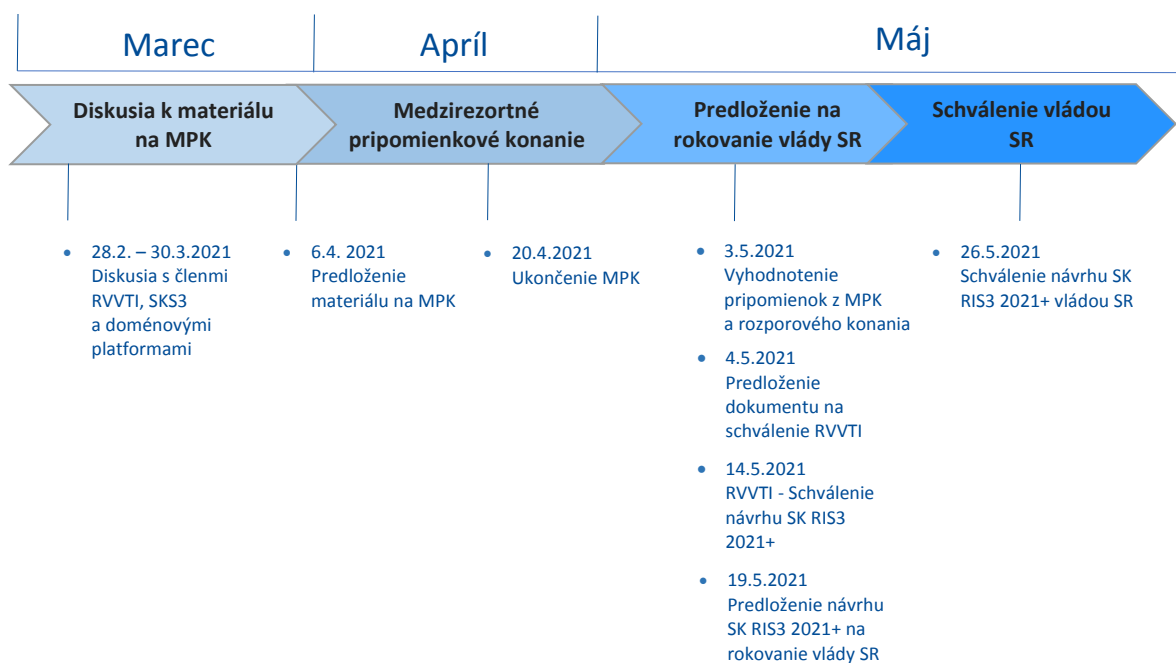 Marec
Apríl
Máj
Diskusia k materiálu
na MPK
Medzirezortné
pripomienkové konanie
Predloženie na
rokovanie vlády SR
Schválenie vládou
SR
28.2. – 30.3.2021
Diskusia s členmi
RVVTI, SKS3
a doménovými
platformami
6.4. 2021
Predloženie
materiálu na MPK
20.4.2021
Ukončenie MPK
3.5.2021
Vyhodnotenie
pripomienok z MPK
a rozporového konania
4.5.2021
Predloženie
dokumentu na
schválenie RVVTI
14.5.2021
RVVTI - Schválenie
návrhu SK RIS3
2021+
19.5.2021
Predloženie návrhu
SK RIS3 2021+ na
rokovanie vlády SR
26.5.2021
Schválenie návrhu SK
RIS3 2021+ vládou SR